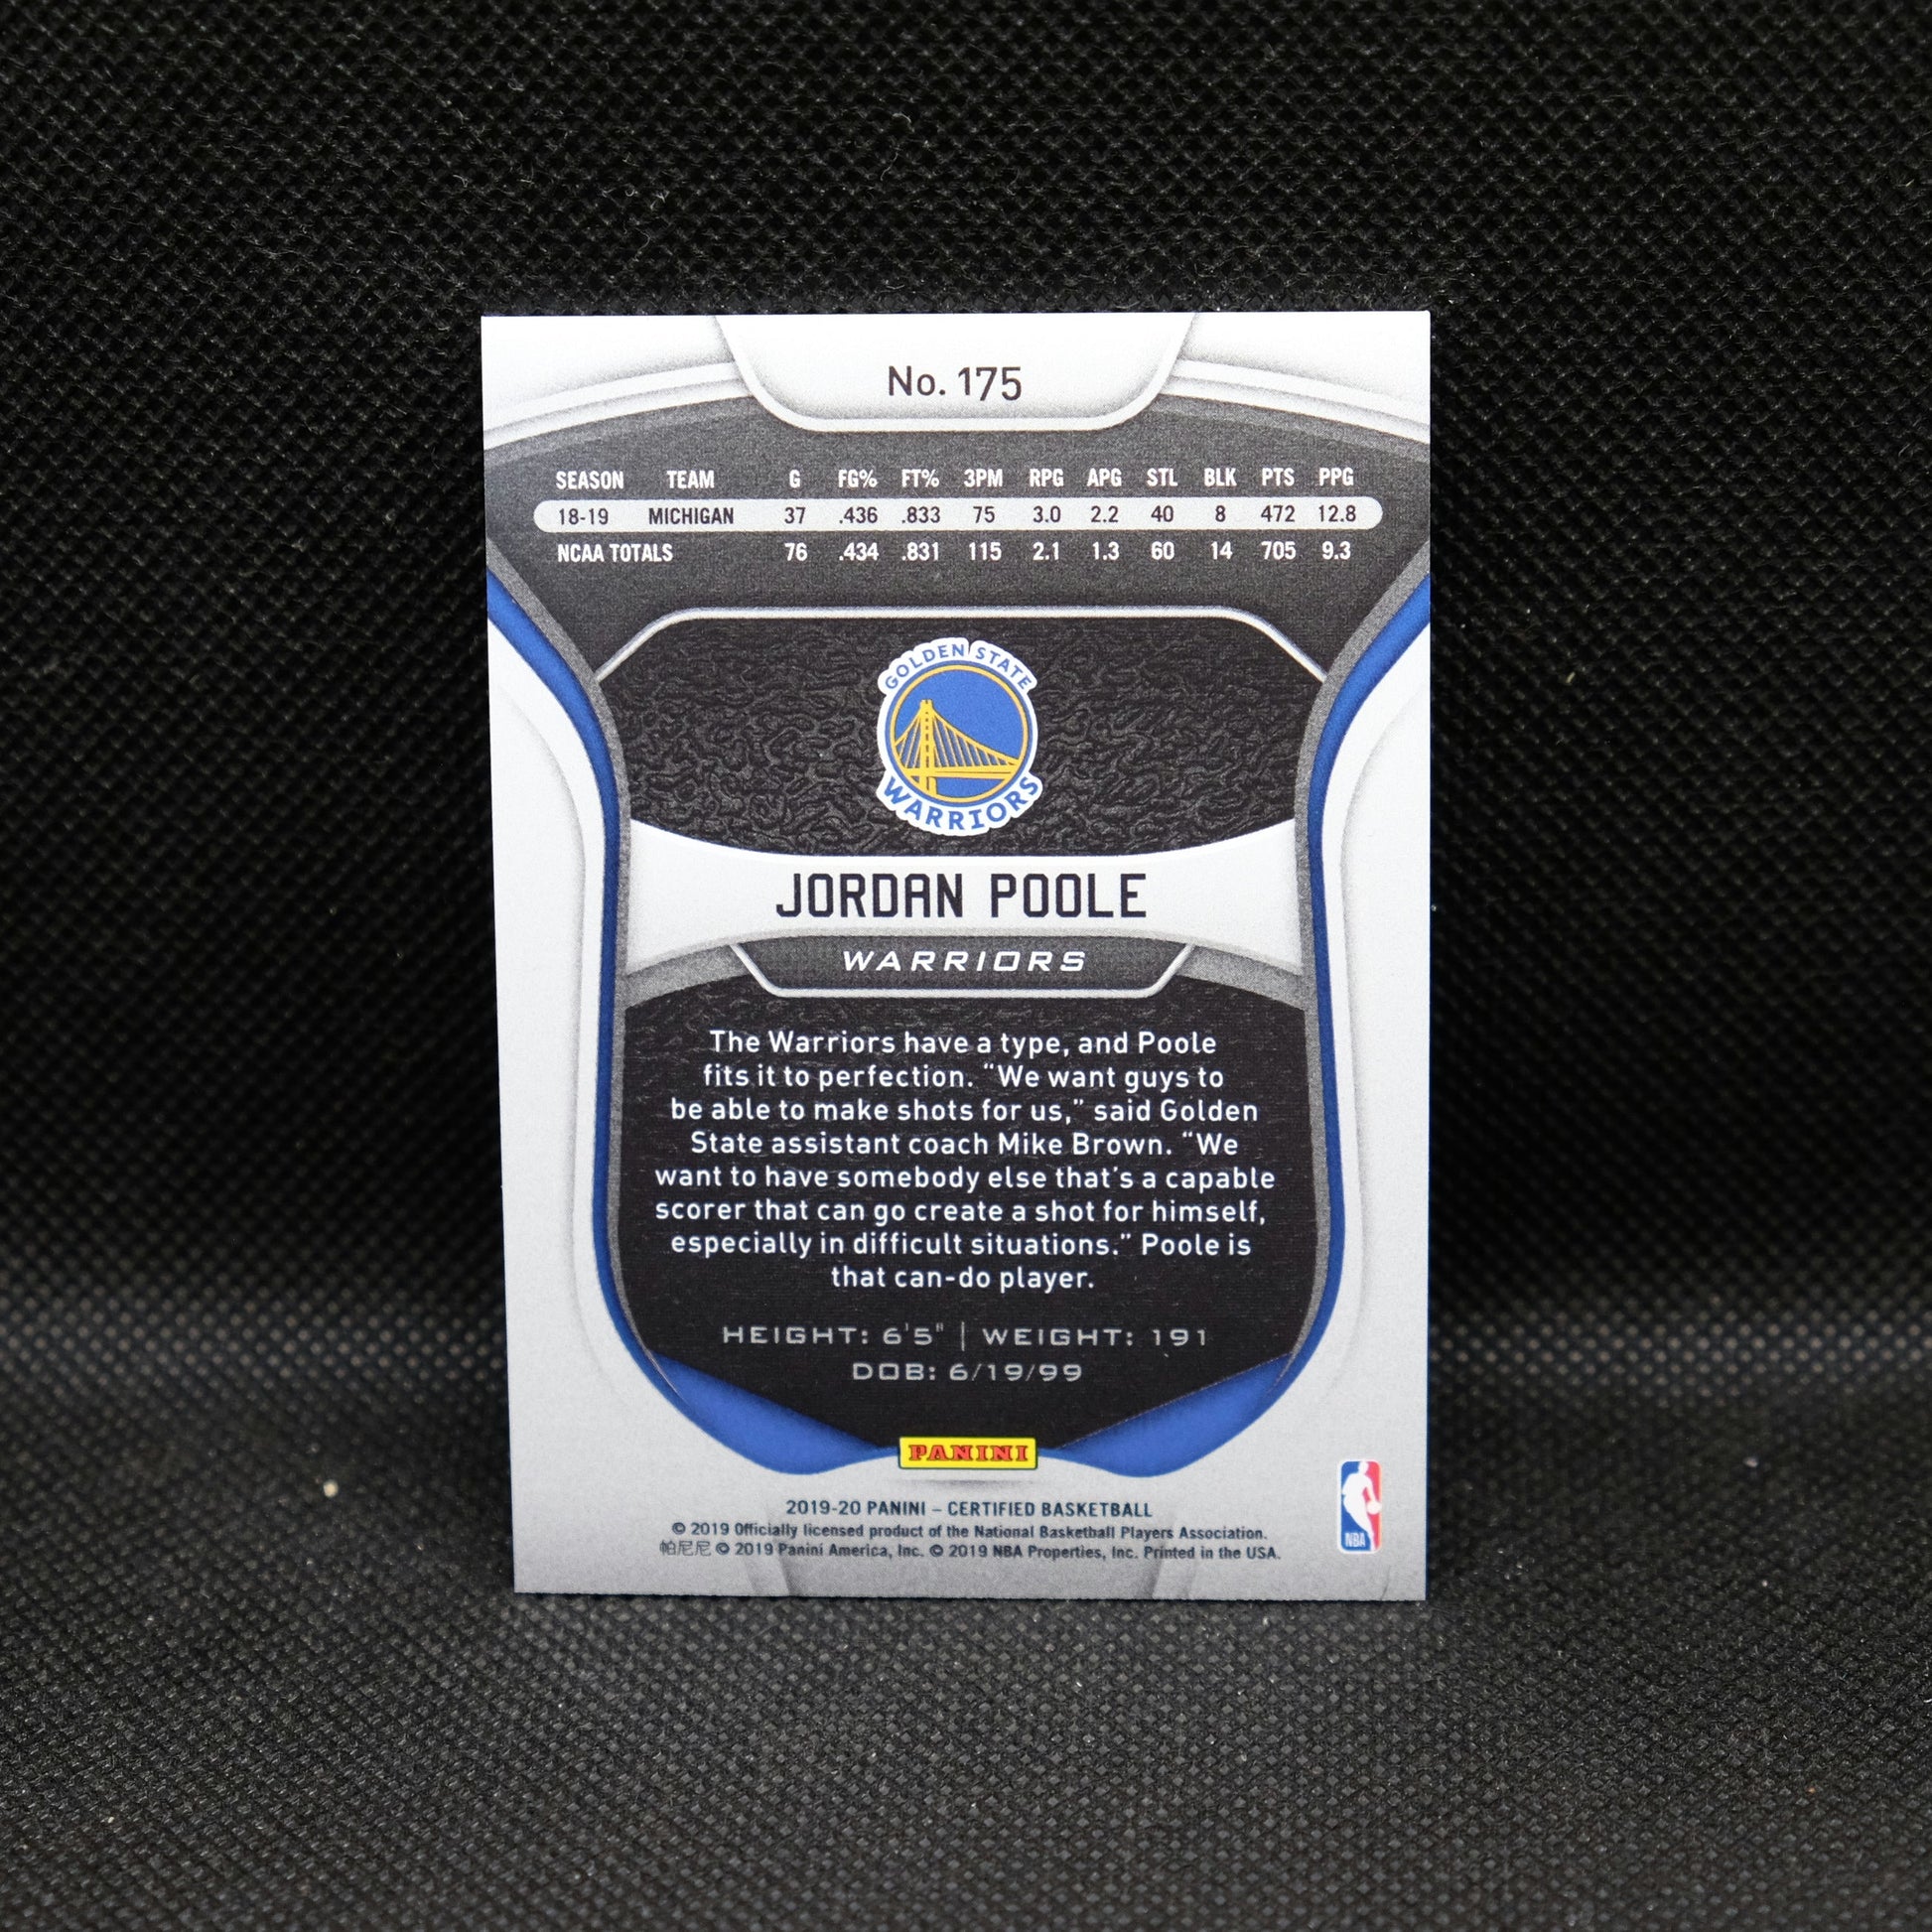 No. 175
SEASON TEAM G FG% FT% 3PM RPG APG STL BLK PTS PPG
18-19 MICHIGAN 37 .436 .833 75 3.0 2.2 40 8 472 12.8
NCAA TOTALS 76 .434 .831 115 2.1 1.3 60 14 705 9.3
GOLDEN STATE
WARRIORS
JORDAN POOLE
WARRIORS
The Warriors have a type, and Poole
fits it to perfection. “We want guys to
be able to make shots for us,” said Golden
State assistant coach Mike Brown. “We
want to have somebody else that's a capable
scorer that can go create a shot for himself,
especially in difficult situations.” Poole is
that can-do player.
HEIGHT: 6'5" | WEIGHT: 191
DOB: 6/19/99
PANINI
2019-20 PANINI – CERTIFIED BASKETBALL
© 2019 Officially licensed product of the National Basketball Players Association.
帕尼尼 © 2019 Panini America, Inc. © 2019 NBA Properties, Inc. Printed in the USA.
NBA